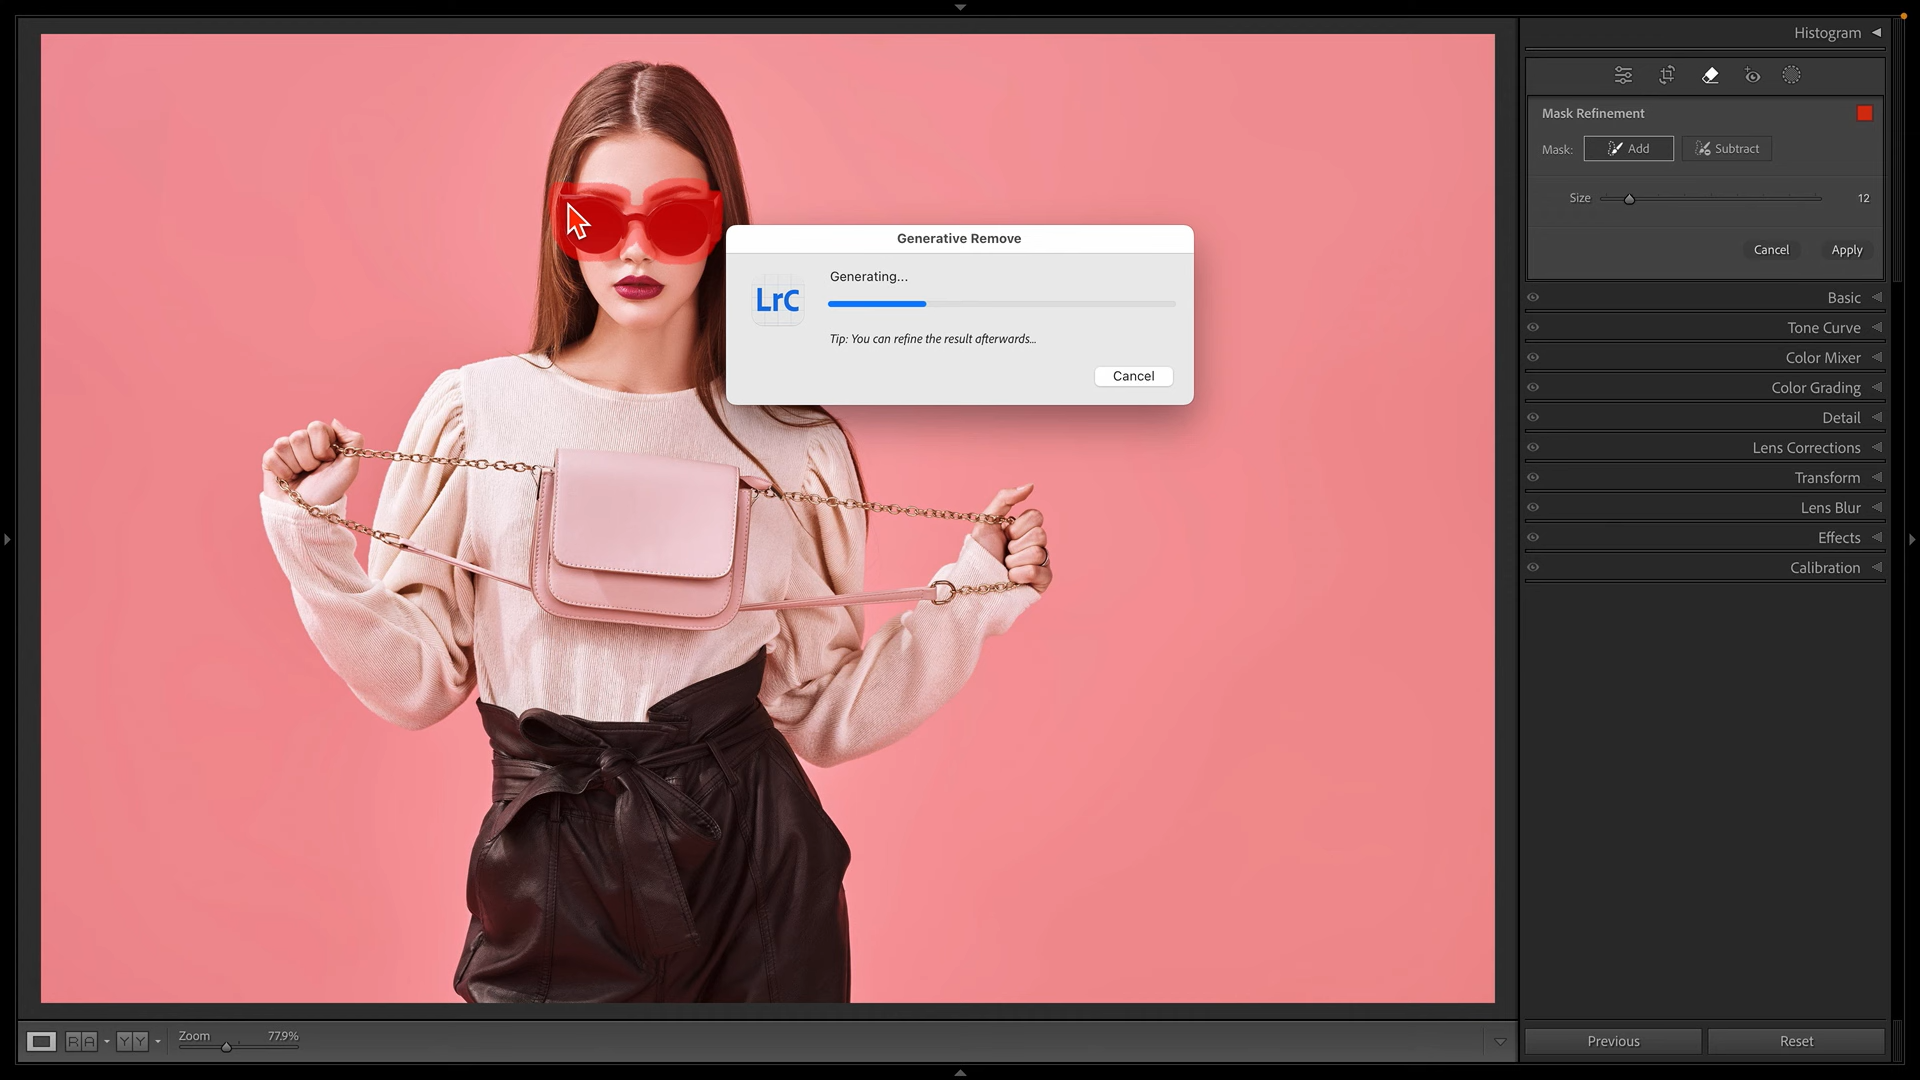 Histogram
Mask Refinement
Mask: Add Subtract
Size 12
Cancel Apply
Generative Remove
Generating...
LrC
Tip: You can refine the result afterwards...
Cancel
Basic
Tone Curve
Color Mixer
Color Grading
Detail
Lens Corrections
Transform
Lens Blur
Effects
Calibration
RA YY Zoom 77.9%
Previous Reset